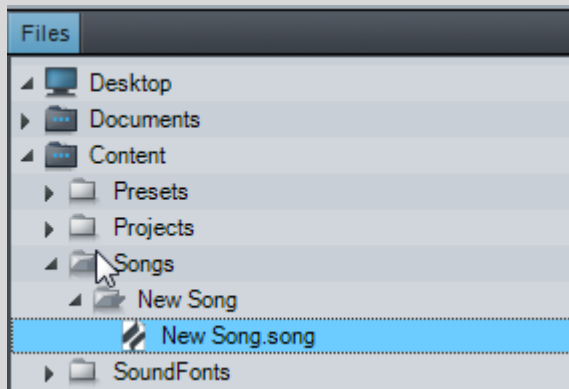 Files
Desktop
Documents
Content
Presets
Projects
Songs
New Song
New Song.song
SoundFonts